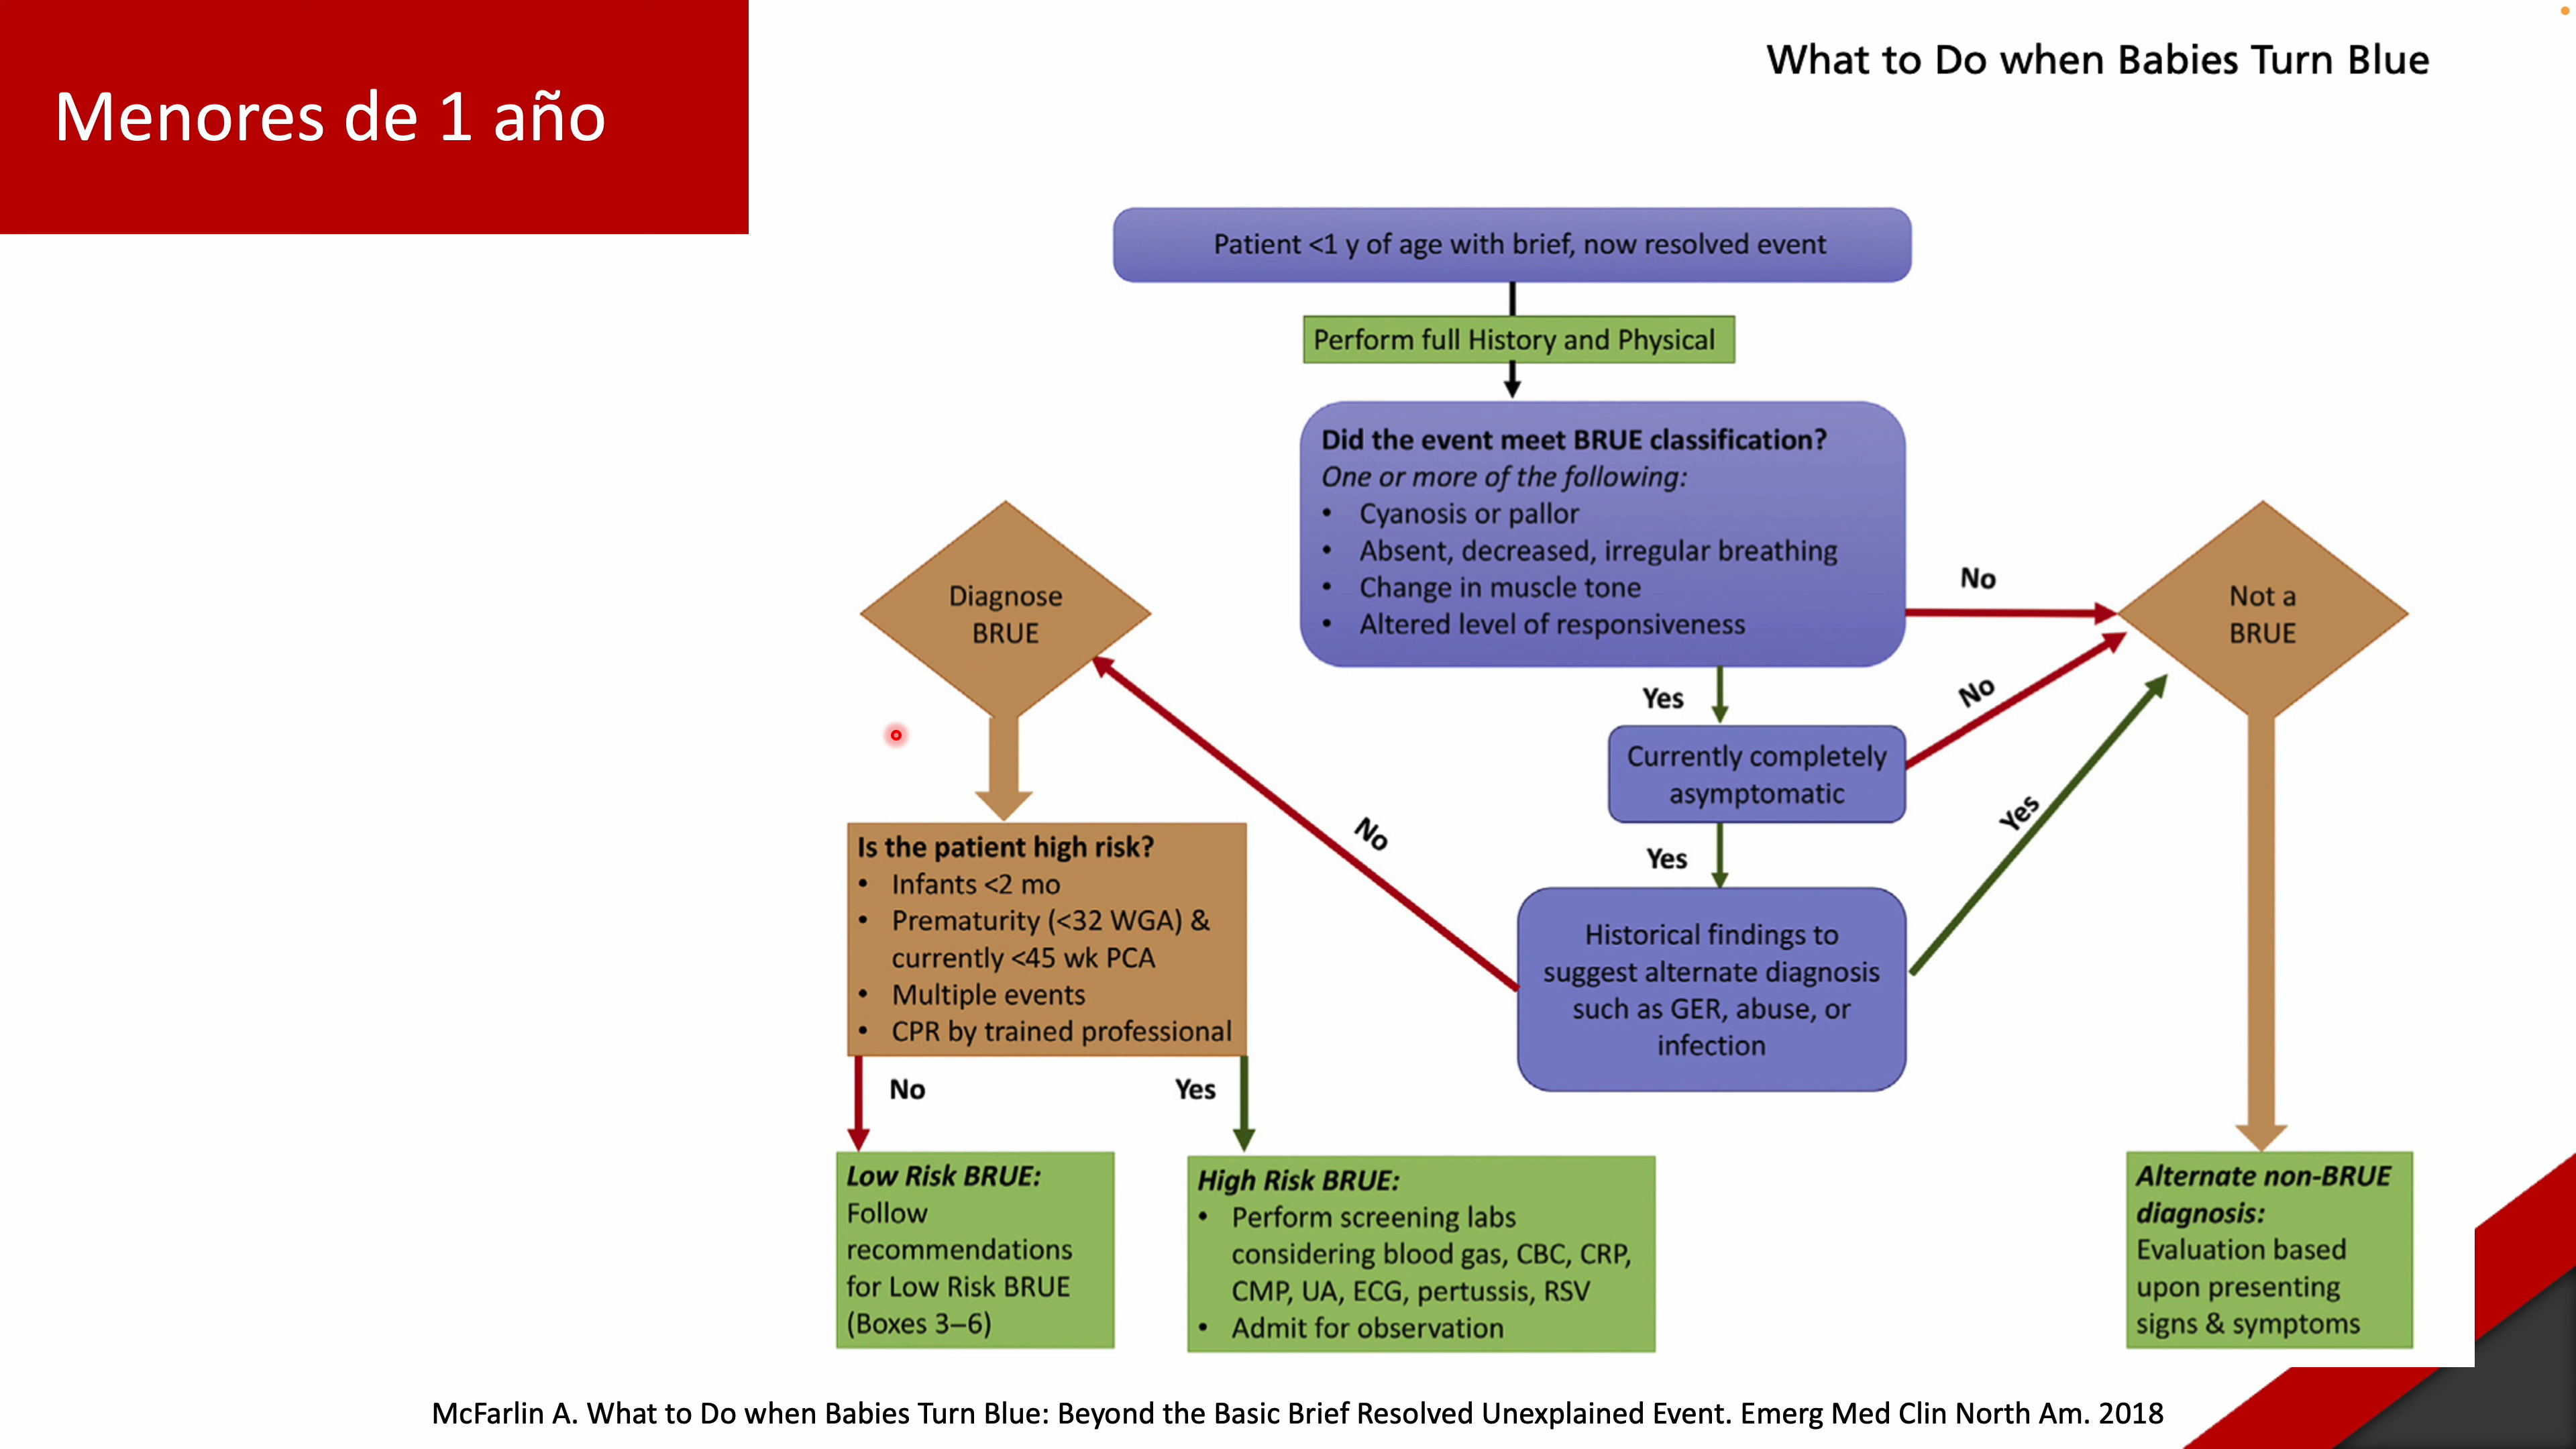 Menores de 1 año
What to Do when Babies Turn Blue
Patient <1 y of age with brief, now resolved event
Perform full History and Physical
Did the event meet BRUE classification?
One or more of the following:
• Cyanosis or pallor
• Absent, decreased, irregular breathing
• Change in muscle tone
• Altered level of responsiveness
No
Not a
BRUE
Yes
No
Currently completely
asymptomatic
Yes
Yes
Historical findings to
suggest alternate diagnosis
such as GER, abuse, or
infection
No
Diagnose
BRUE
Is the patient high risk?
• Infants <2 mo
• Prematurity (<32 WGA) &
currently <45 wk PCA
• Multiple events
• CPR by trained professional
No
Yes
Low Risk BRUE:
Follow
recommendations
for Low Risk BRUE
(Boxes 3–6)
High Risk BRUE:
• Perform screening labs
considering blood gas, CBC, CRP,
CMP, UA, ECG, pertussis, RSV
• Admit for observation
Alternate non-BRUE
diagnosis:
Evaluation based
upon presenting
signs & symptoms
McFarlin A. What to Do when Babies Turn Blue: Beyond the Basic Brief Resolved Unexplained Event. Emerg Med Clin North Am. 2018